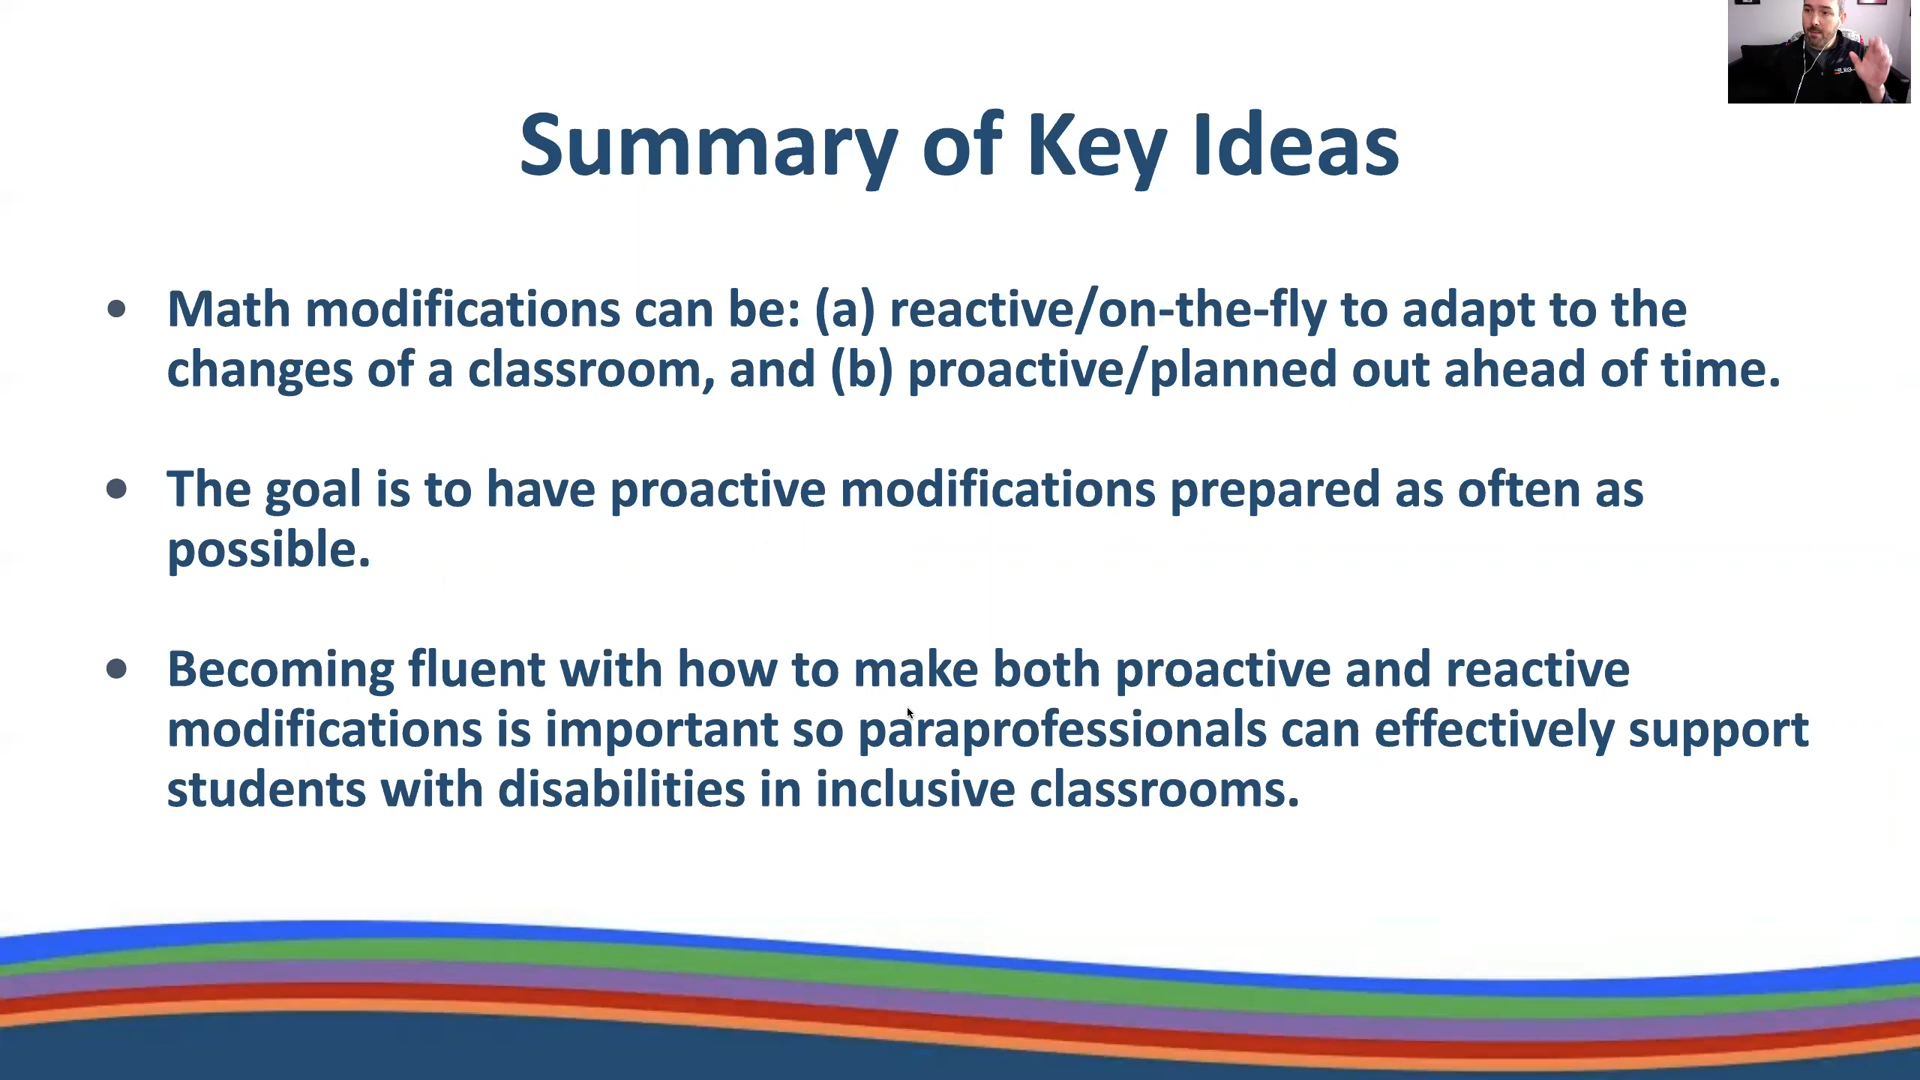 Summary of Key Ideas
• Math modifications can be: (a) reactive/on-the-fly to adapt to the
changes of a classroom, and (b) proactive/planned out ahead of time.
• The goal is to have proactive modifications prepared as often as
possible.
• Becoming fluent with how to make both proactive and reactive
modifications is important so paraprofessionals can effectively support
students with disabilities in inclusive classrooms.